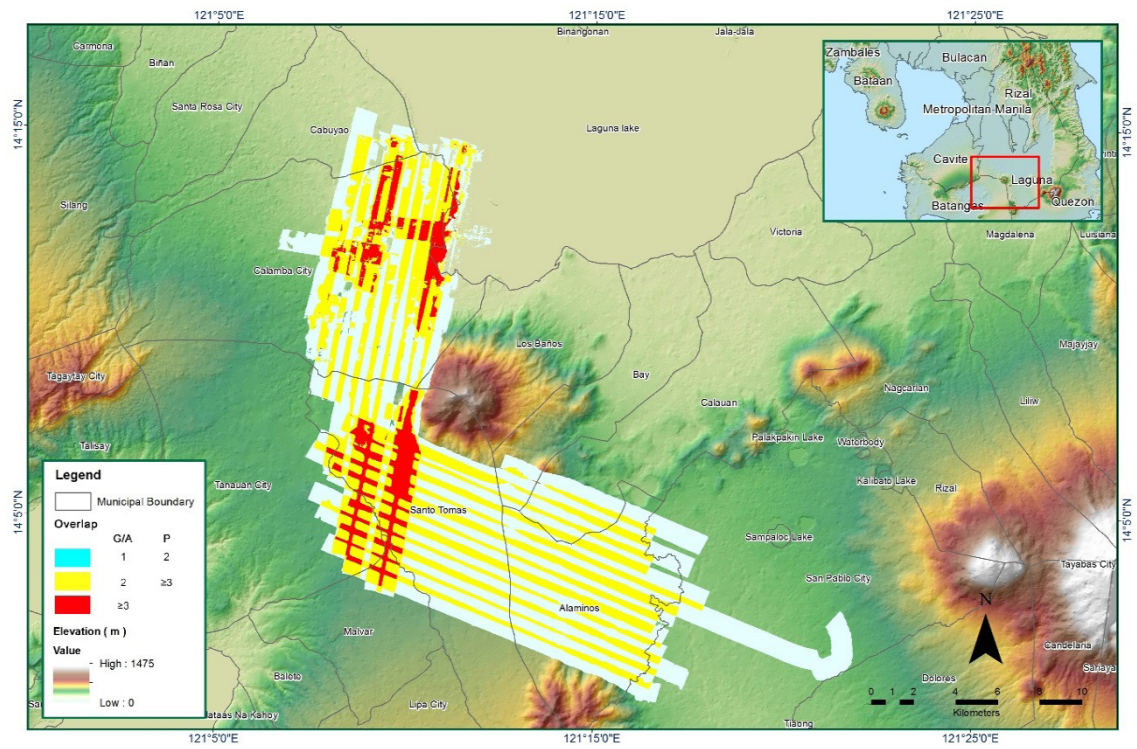 121°5'0"E
121°15'0"E
121°25'0"E
Binangonan
Jala-Jala
Carmona
Biñan
Zambales
Bulacan
Bataan
Rizal
Metropolitan Manila
Cavite
Laguna
Batangas
Quezon
14°15'0"N
14°15'0"N
Santa Rosa City
Cabuyao
Laguna lake
Silang
Victoria
Magdalena
Luisiana
Calamba City
Los Baños
Majayjay
Tagaytay City
Bay
Nagcarlan
Calauan
Liliw
Talisay
Palakpakin Lake
Waterbody
Kalibato Lake
Tanauan City
Rizal
14°5'0"N
14°5'0"N
Santo Tomas
Sampaloc Lake
Tayabas City
San Pablo City
Alaminos
Malvar
Candelaria
Sariaya
Balete
Dolores
Lipa City
Mataas Na Kahoy
Tiaong
Legend
Municipal Boundary
Overlap
G/A P
1 2
2 ≥3
≥3
Elevation ( m )
Value
High : 1475
Low : 0
N
0 1 2 4 6 8 10
Kilometers
121°5'0"E
121°15'0"E
121°25'0"E